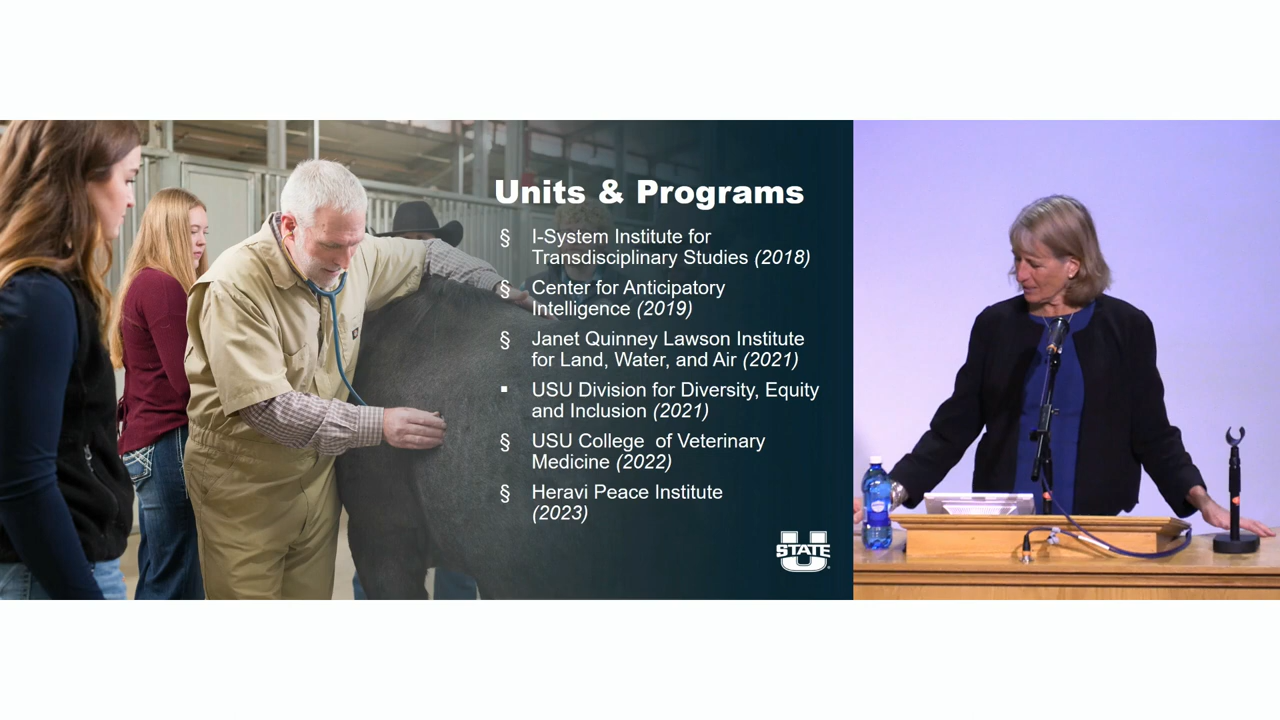 Units & Programs
§ I-System Institute for
Transdisciplinary Studies (2018)
§ Center for Anticipatory
Intelligence (2019)
§ Janet Quinney Lawson Institute
for Land, Water, and Air (2021)
▪ USU Division for Diversity, Equity
and Inclusion (2021)
§ USU College of Veterinary
Medicine (2022)
§ Heravi Peace Institute
(2023)
U
STATE